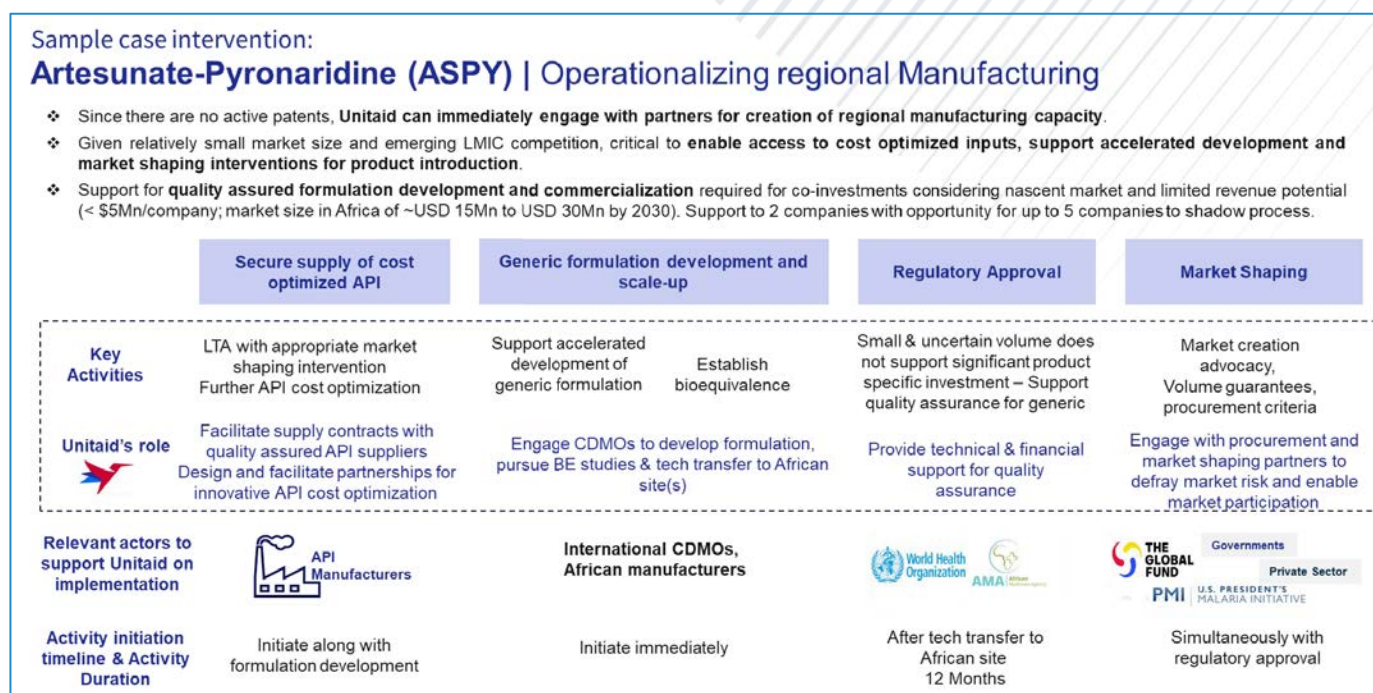 Sample case intervention:
Artesunate-Pyronaridine (ASPY) | Operationalizing regional Manufacturing
❖ Since there are no active patents, Unitaid can immediately engage with partners for creation of regional manufacturing capacity.
❖ Given relatively small market size and emerging LMIC competition, critical to enable access to cost optimized inputs, support accelerated development and
market shaping interventions for product introduction.
❖ Support for quality assured formulation development and commercialization required for co-investments considering nascent market and limited revenue potential
(< $5Mn/company; market size in Africa of ~USD 15Mn to USD 30Mn by 2030). Support to 2 companies with opportunity for up to 5 companies to shadow process.
Secure supply of cost
optimized API
Generic formulation development and
scale-up
Regulatory Approval
Market Shaping
Key
Activities
LTA with appropriate market
shaping intervention
Further API cost optimization
Support accelerated
development of
generic formulation
Establish
bioequivalence
Small & uncertain volume does
not support significant product
specific investment – Support
quality assurance for generic
Market creation
advocacy,
Volume guarantees,
procurement criteria
Unitaid's role
Facilitate supply contracts with
quality assured API suppliers
Design and facilitate partnerships for
innovative API cost optimization
Engage CDMOs to develop formulation,
pursue BE studies & tech transfer to African
site(s)
Provide technical & financial
support for quality
assurance
Engage with procurement and
market shaping partners to
defray market risk and enable
market participation
Relevant actors to
support Unitaid on
implementation
API
Manufacturers
International CDMOs,
African manufacturers
World Health
Organization
AMA African
THE
GLOBAL
FUND
Governments
Private Sector
PMI | U.S. PRESIDENT'S
MALARIA INITIATIVE
Activity initiation
timeline & Activity
Duration
Initiate along with
formulation development
Initiate immediately
After tech transfer to
African site
12 Months
Simultaneously with
regulatory approval